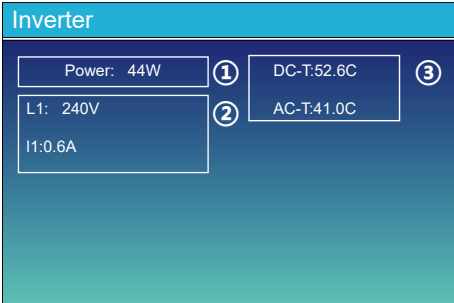 Inverter
Power: 44W
①
L1: 240V
I1:0.6A
②
DC-T:52.6C
AC-T:41.0C
③